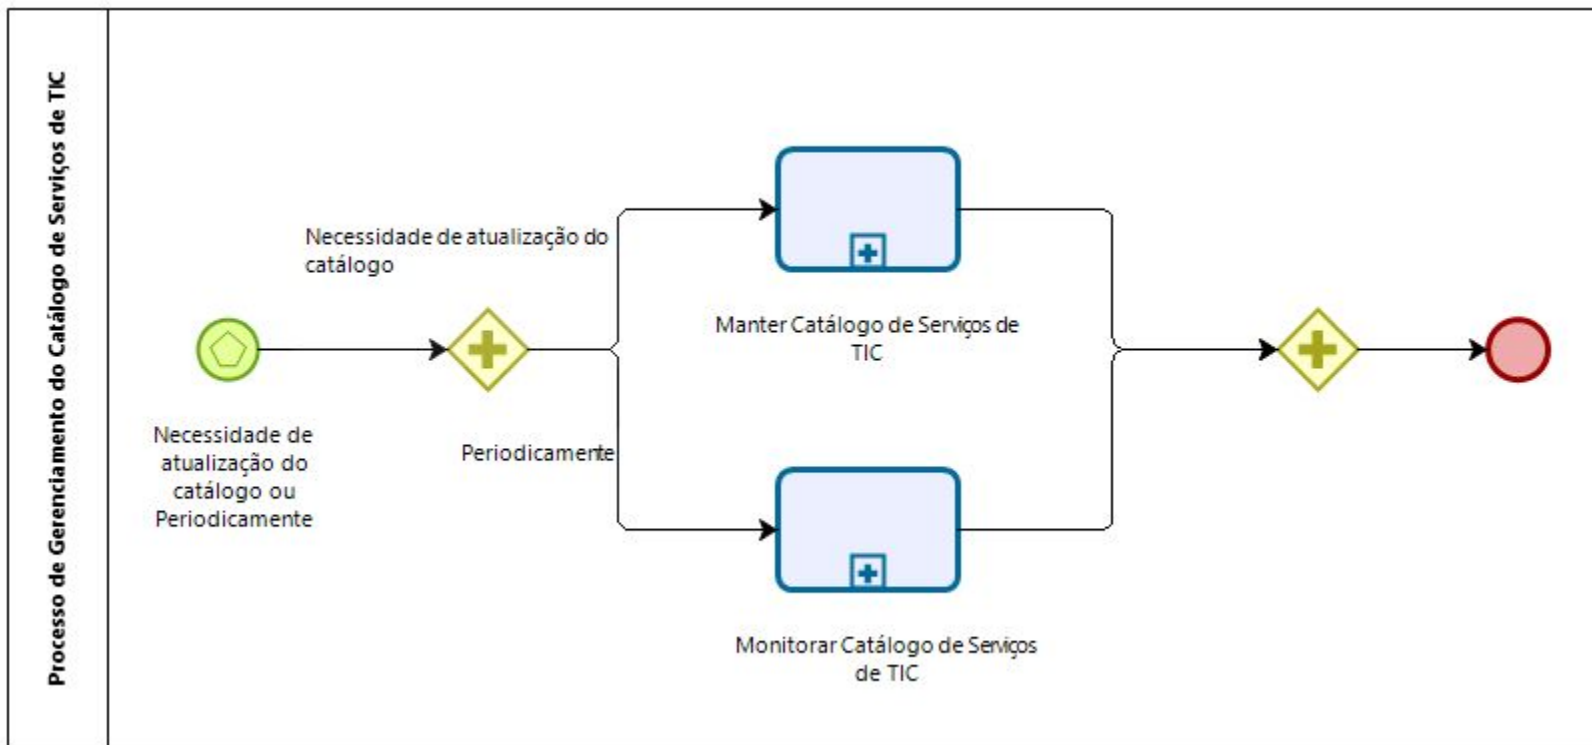 Processo de Gerenciamento do Catálogo de Serviços de TIC
Necessidade de
atualização do
catálogo ou
Periodicamente
Necessidade de atualização do
catálogo
Periodicamente
Manter Catálogo de Serviços de
TIC
Monitorar Catálogo de Serviços
de TIC